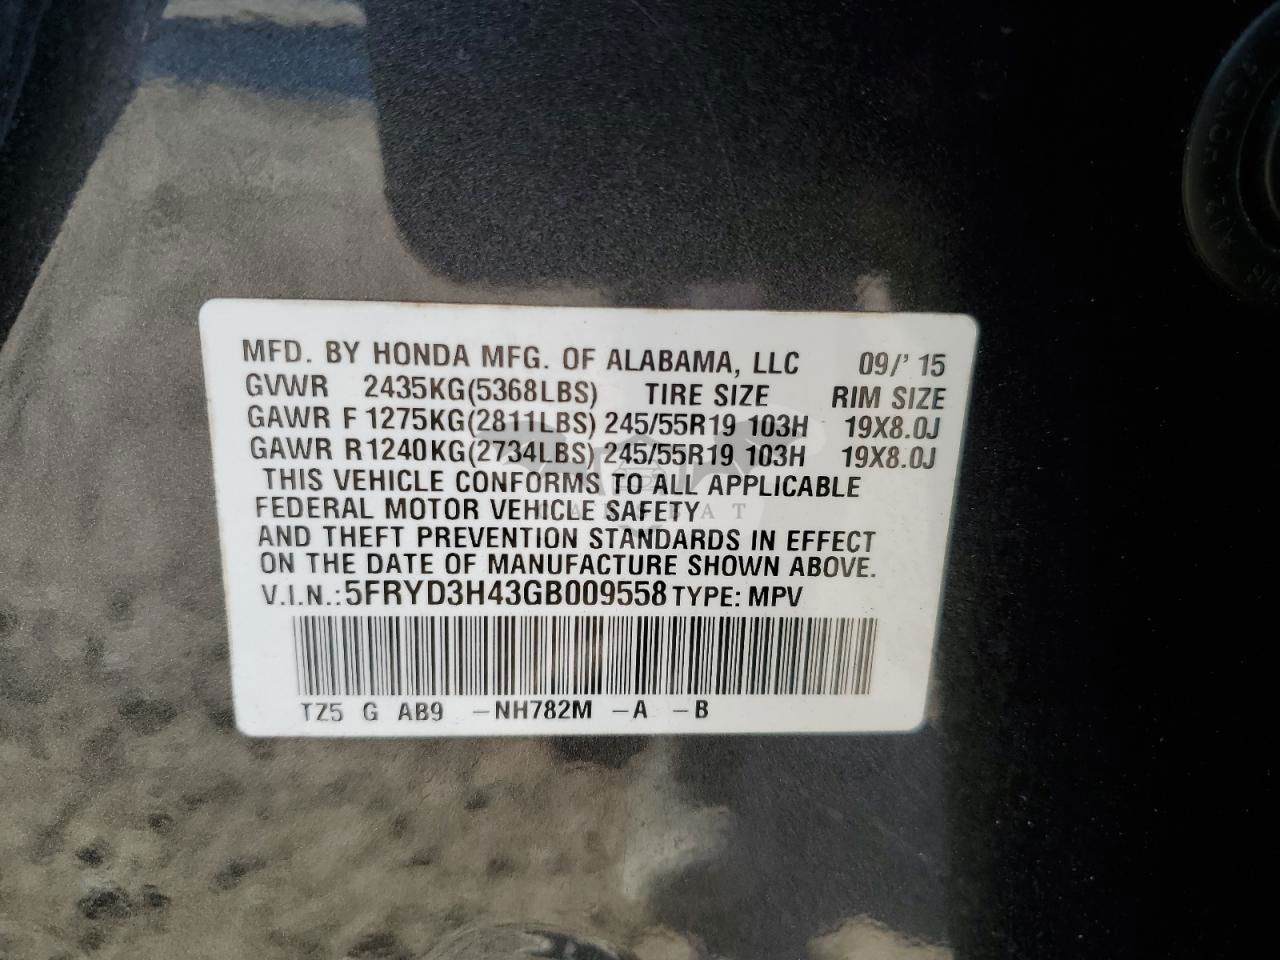 MFD. BY HONDA MFG. OF ALABAMA, LLC 09/'15
GVWR 2435KG(5368LBS) TIRE SIZE RIM SIZE
GAWR F 1275KG(2811LBS) 245/55R19 103H 19X8.0J
GAWR R1240KG(2734LBS) 245/55R19 103H 19X8.0J
THIS VEHICLE CONFORMS TO ALL APPLICABLE
FEDERAL MOTOR VEHICLE SAFETY
AND THEFT PREVENTION STANDARDS IN EFFECT
ON THE DATE OF MANUFACTURE SHOWN ABOVE.
V.I.N.:5FRYD3H43GB009558 TYPE: MPV
TZ5 G AB9 -NH782M -A -B